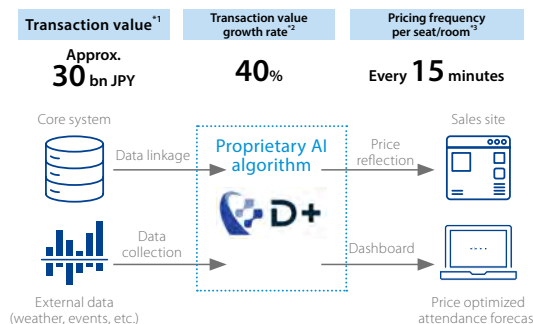 Transaction value*1
Transaction value
growth rate*2
Pricing frequency
per seat/room*3
Approx.
30 bn JPY
40%
Every 15 minutes
Core system
Data linkage
Proprietary AI
algorithm
Price
reflection
Sales site
D+
Data
collection
Dashboard
External data
(weather, events, etc.)
Price optimized
attendance forecas